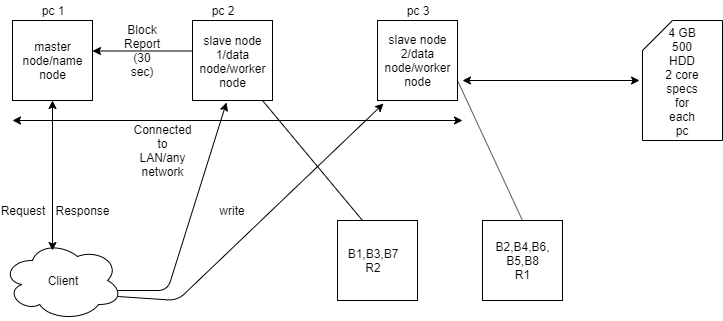 pc 1
pc 2
pc 3
master
node/name
node
Block
Report
(30
sec)
slave node
1/data
node/worker
node
slave node
2/data
node/worker
node
4 GB
500
HDD
2 core
specs
for
each
pc
Connected
to
LAN/any
network
Request
Response
write
Client
B1,B3,B7
R2
B2,B4,B6,
B5,B8
R1